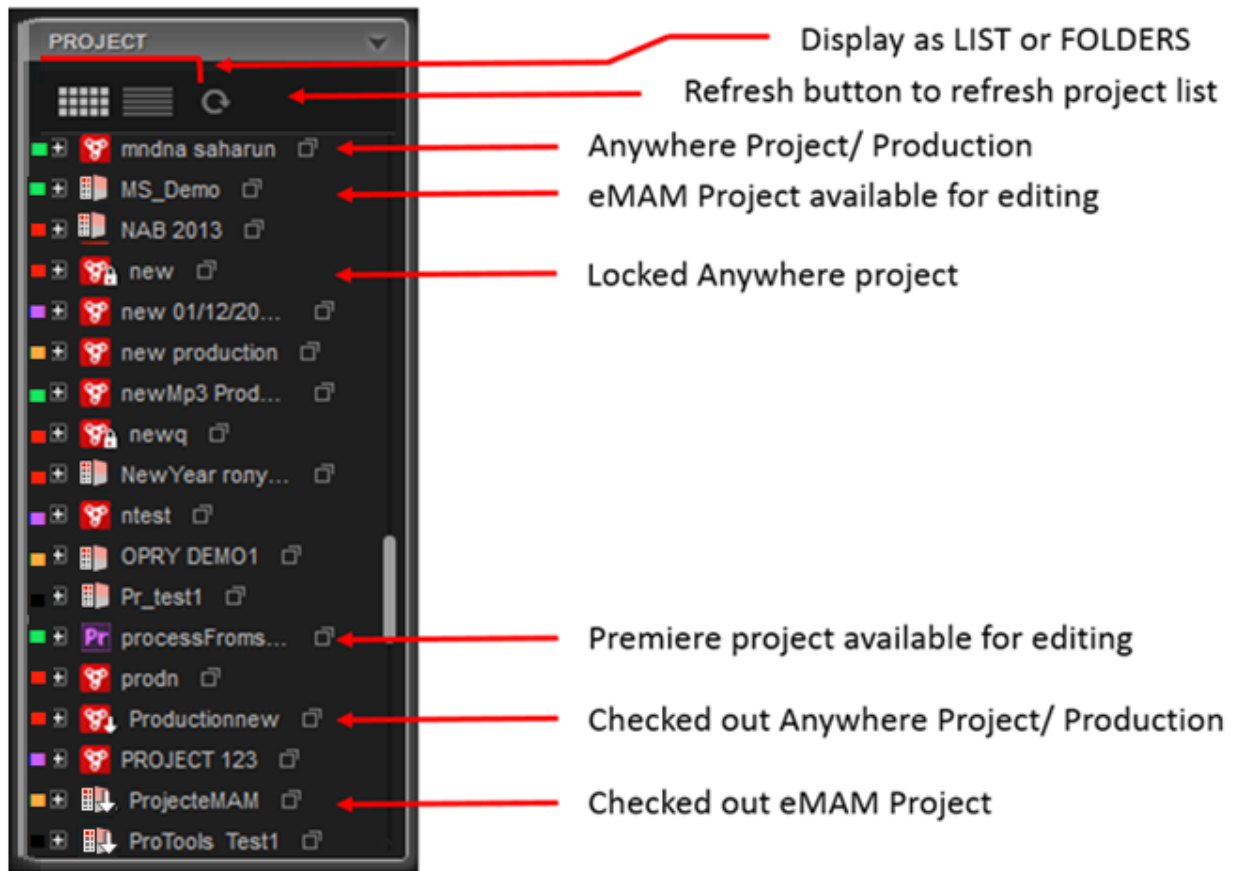 PROJECT
Display as LIST or FOLDERS
Refresh button to refresh project list
mndna saharun
Anywhere Project/ Production
MS_Demo
eMAM Project available for editing
NAB 2013
new
Locked Anywhere project
new 01/12/20...
new production
newMp3 Prod...
newq
NewYear rony...
ntest
OPRY DEMO1
Pr_test1
Pr processFroms...
Premiere project available for editing
prodn
Productionnew
Checked out Anywhere Project/ Production
PROJECT 123
ProjecteMAM
Checked out eMAM Project
ProTools Test1